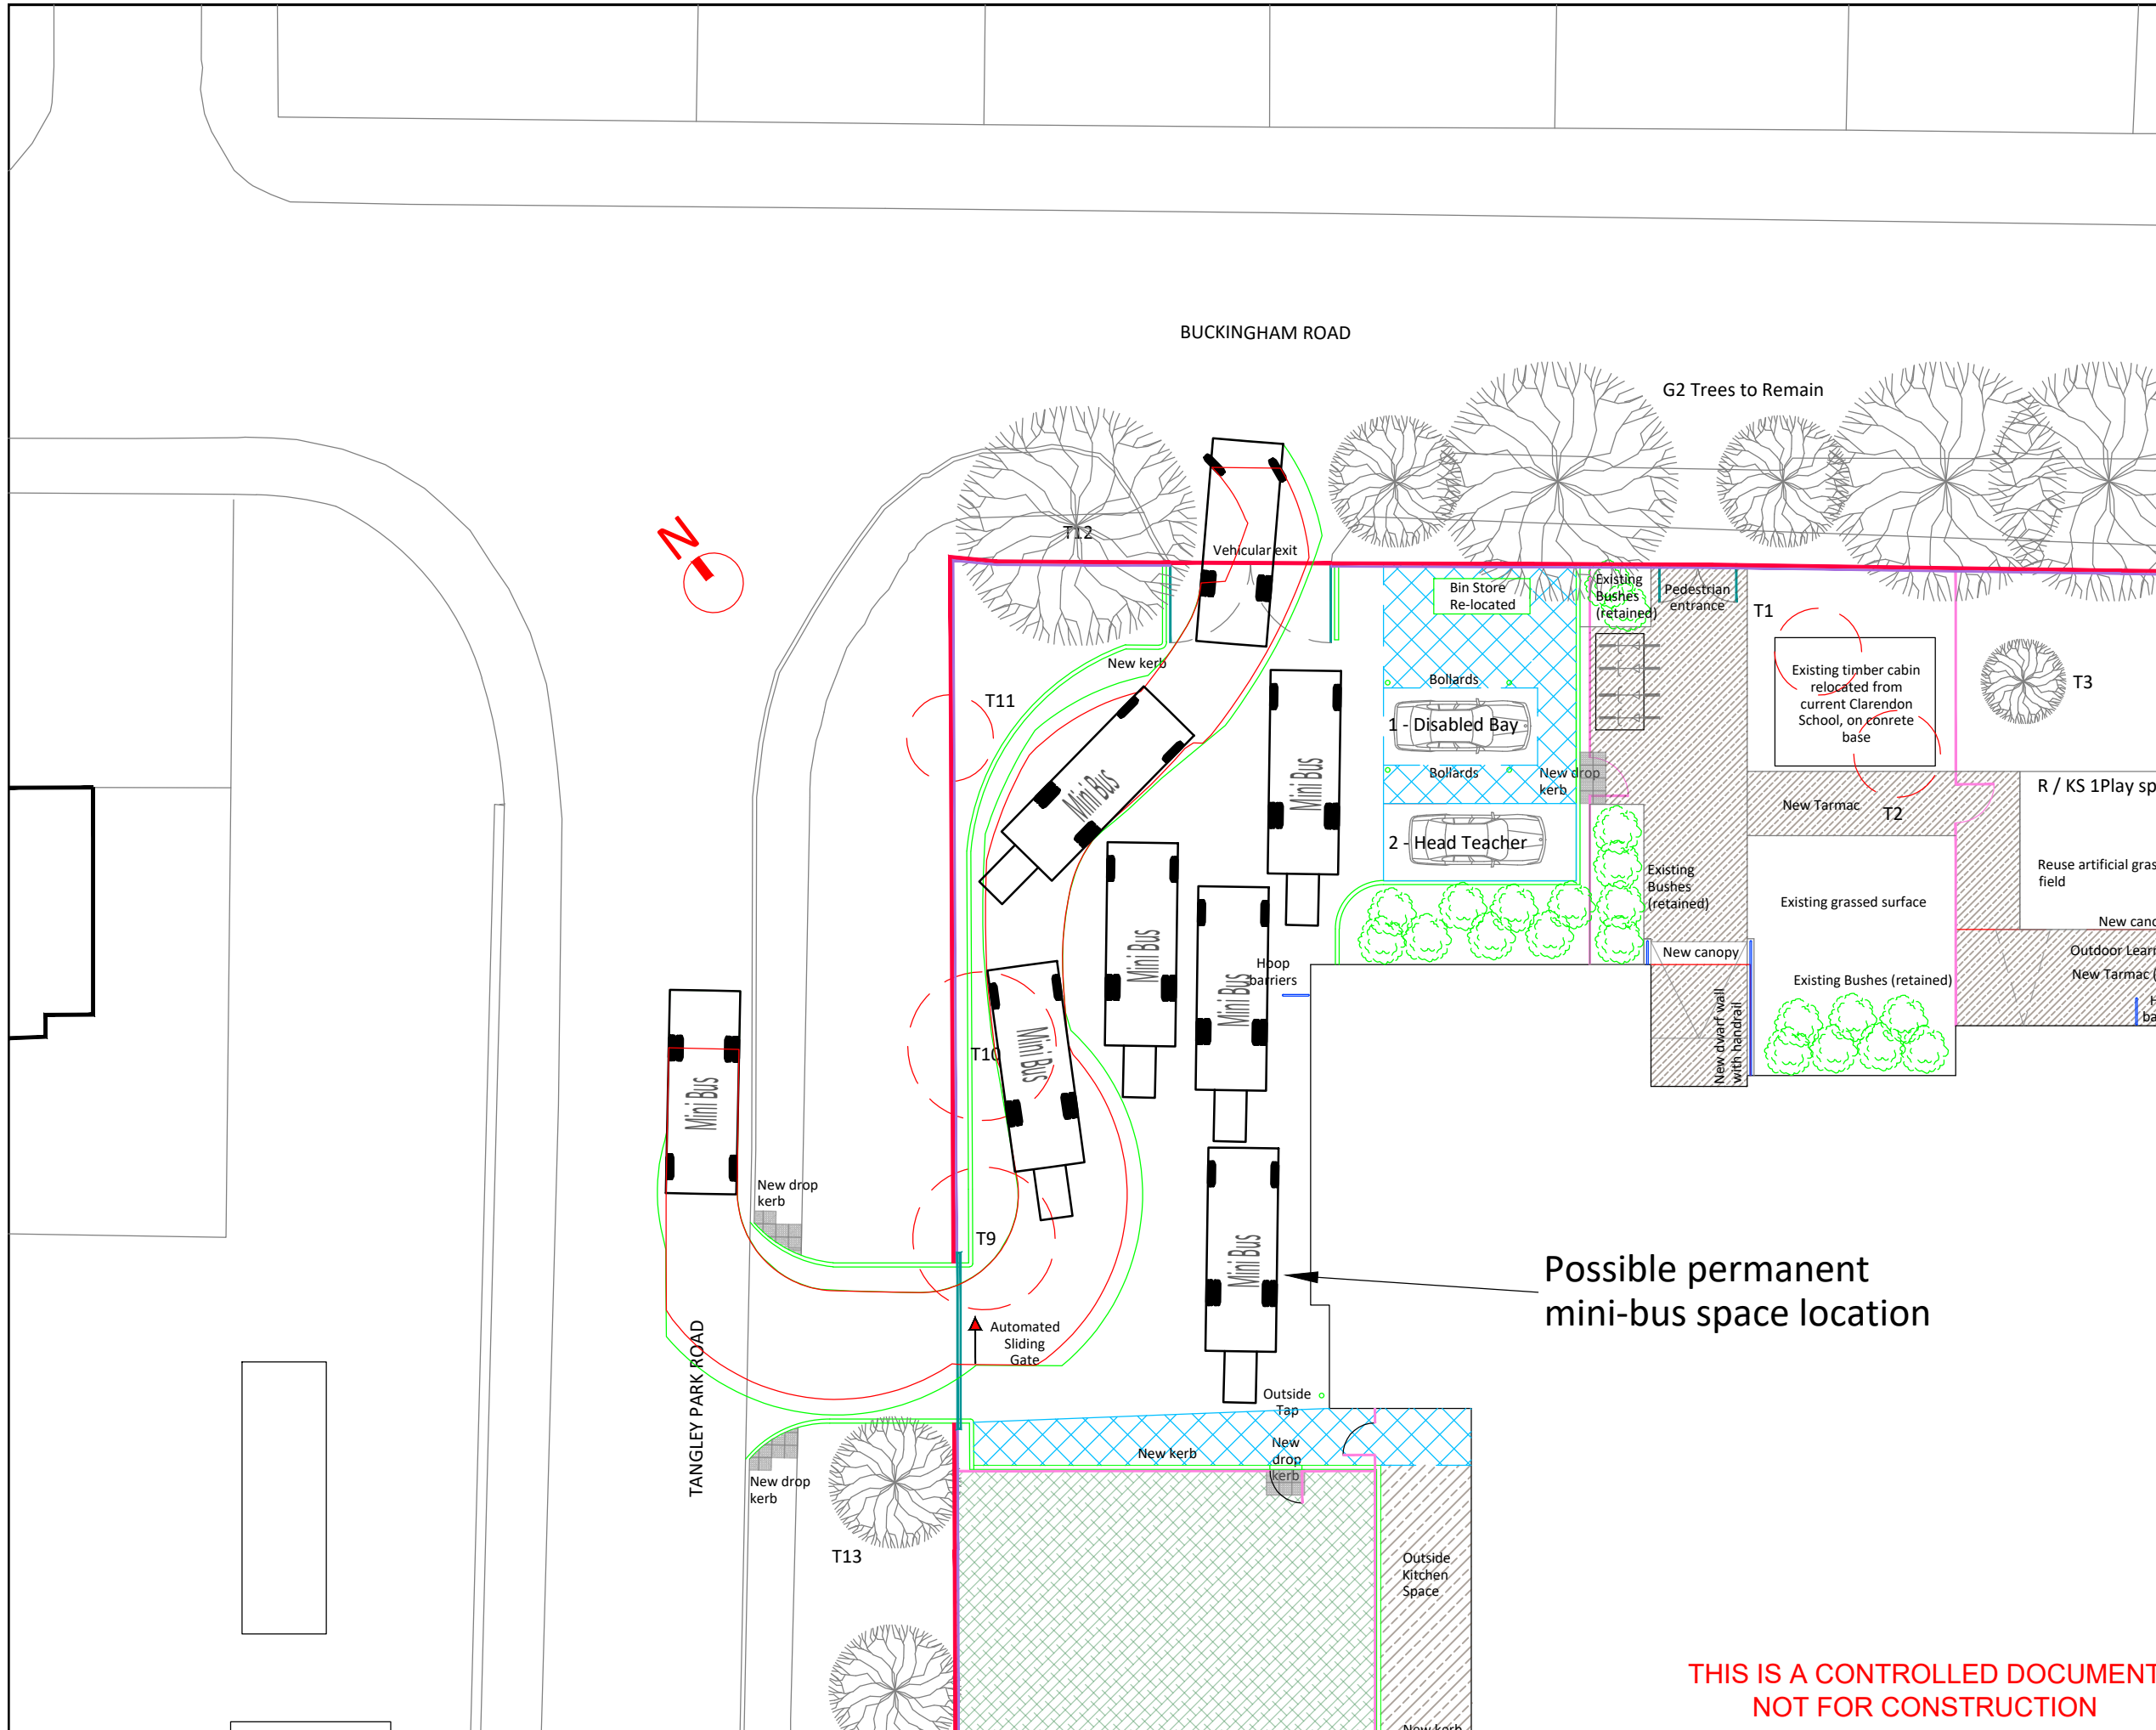 BUCKINGHAM ROAD
G2 Trees to Remain
N
T12
Vehicular exit
Bin Store
Re-located
Existing
Bushes
(retained)
Pedestrian
entrance
T1
New kerb
Bollards
T11
1 - Disabled Bay
Existing timber cabin
relocated from
current Clarendon
School, on conrete
base
T3
Bollards
New drop
kerb
Mini Bus
Mini Bus
New Tarmac
T2
R / KS 1Play sp
2 - Head Teacher
Existing
Bushes
(retained)
Reuse artificial gras
field
Existing grassed surface
New cano
Mini Bus
Mini Bus
Hoop
barriers
New canopy
Outdoor Learn
New Tarmac (
Existing Bushes (retained)
H
ba
New dwarf wall
with handrail
T10
Mini Bus
Mini Bus
New drop
kerb
T9
Mini Bus
Possible permanent
mini-bus space location
Automated
Sliding
Gate
TANGLEY PARK ROAD
Outside
Tap
New kerb
New
drop
kerb
New drop
kerb
T13
Outside
Kitchen
Space
THIS IS A CONTROLLED DOCUMENT
NOT FOR CONSTRUCTION
New kerb